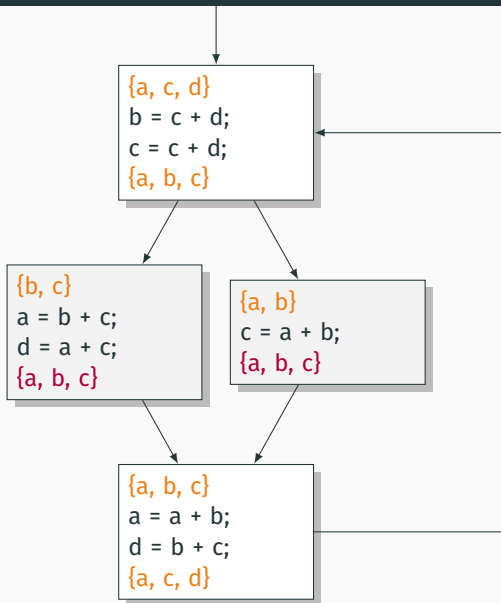 {a, c, d}
b = c + d;
c = c + d;
{a, b, c}
{b, c}
a = b + c;
d = a + c;
{a, b, c}
{a, b}
c = a + b;
{a, b, c}
{a, b, c}
a = a + b;
d = b + c;
{a, c, d}